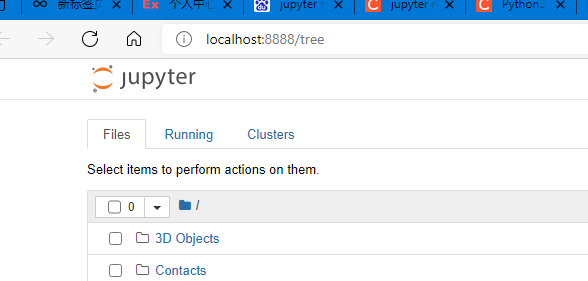 新标签页 Ex 个人中心 jupyter n C jupyter n C Python3
localhost:8888/tree
jupyter
Files Running Clusters
Select items to perform actions on them.
0 /
3D Objects
Contacts